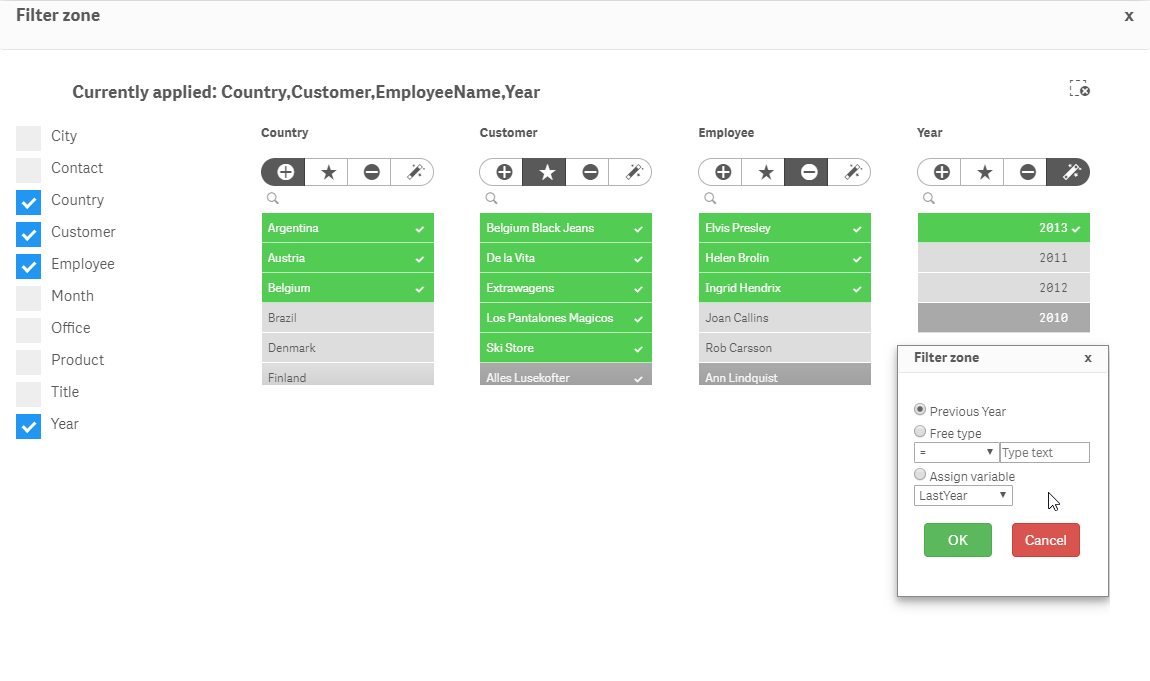 Filter zone
x
Currently applied: Country,Customer,EmployeeName,Year
City
Contact
Country
Customer
Employee
Month
Office
Product
Title
Year
Country
Argentina
Austria
Belgium
Brazil
Denmark
Finland
Customer
Belgium Black Jeans
De la Vita
Extrawagens
Los Pantalones Magicos
Ski Store
Alles Lusekofter
Employee
Elvis Presley
Helen Brolin
Ingrid Hendrix
Joan Callins
Rob Carsson
Ann Lindquist
Year
2013
2011
2012
2010
Filter zone
x
Previous Year
Free type
= Type text
Assign variable
LastYear
OK Cancel